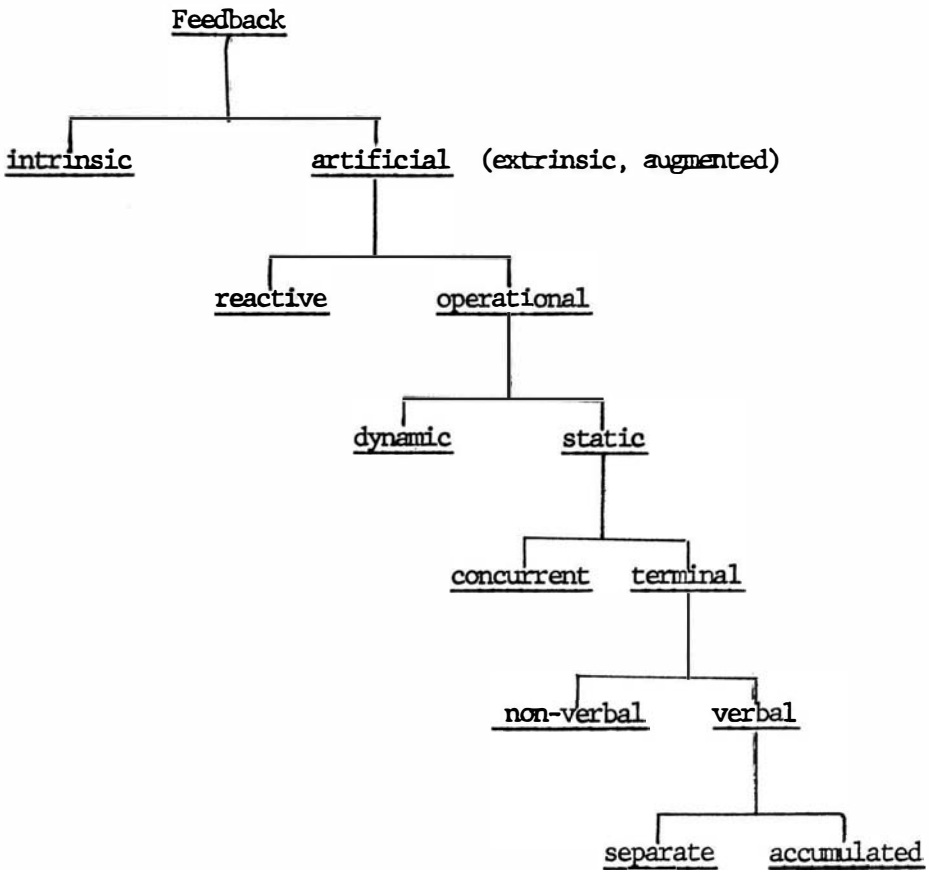 Feedback
intrinsic artificial (extrinsic, augmented)
reactive operational
dynamic static
concurrent terminal
non-verbal verbal
separate accumulated